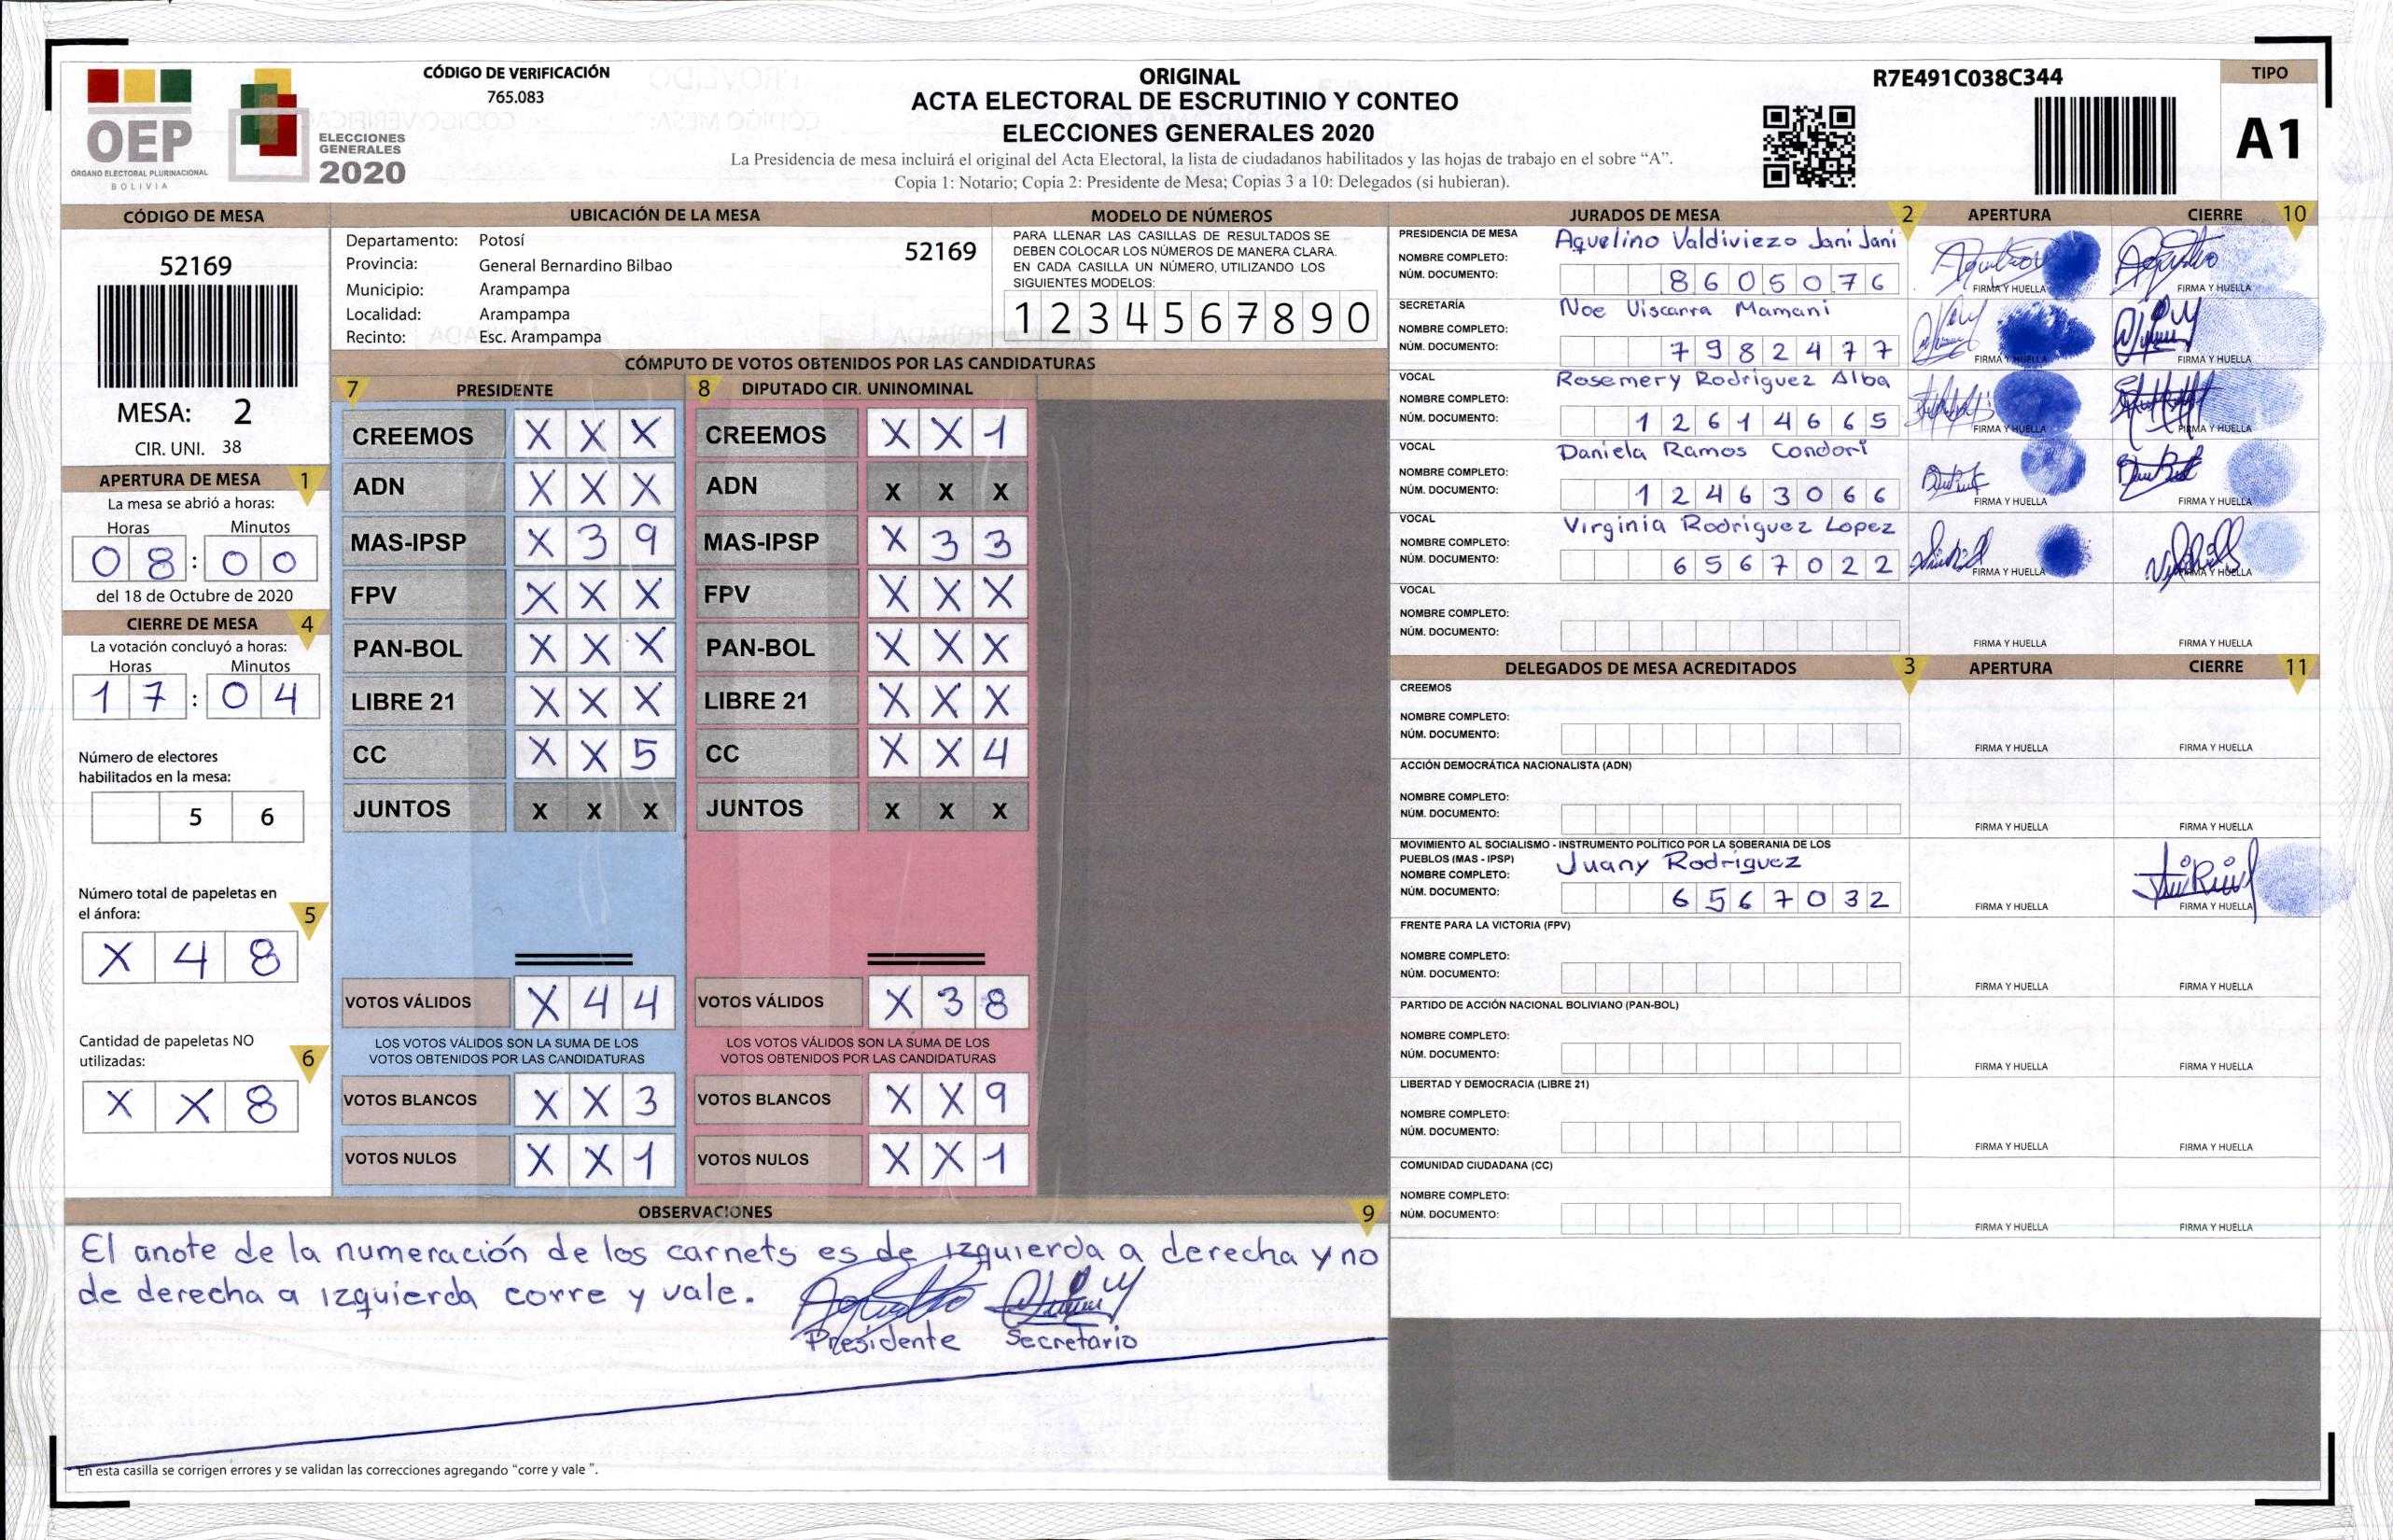 CÓDIGO DE VERIFICACIÓN
765.083
OEP
ÓRGANO ELECTORAL PLURINACIONAL
BOLIVIA
ELECCIONES
GENERALES
2020
ORIGINAL
ACTA ELECTORAL DE ESCRUTINIO Y CONTEO
ELECCIONES GENERALES 2020
La Presidencia de mesa incluirá el original del Acta Electoral, la lista de ciudadanos habilitados y las hojas de trabajo en el sobre “A”.
Copia 1: Notario; Copia 2: Presidente de Mesa; Copias 3 a 10: Delegados (si hubieran).
R7E491C038C344
TIPO
A1
CÓDIGO DE MESA
52169
MESA: 2
CIR. UNI. 38
APERTURA DE MESA 1
La mesa se abrió a horas:
Horas Minutos
08:00
del 18 de Octubre de 2020
CIERRE DE MESA 4
La votación concluyó a horas:
Horas Minutos
17:04
Número de electores
habilitados en la mesa:
5 6
Número total de papeletas en
el ánfora: 5
X 4 8
Cantidad de papeletas NO
utilizadas: 6
X X 8
UBICACIÓN DE LA MESA
Departamento: Potosí 52169
Provincia: General Bernardino Bilbao
Municipio: Arampampa
Localidad: Arampampa
Recinto: Esc. Arampampa
MODELO DE NÚMEROS
PARA LLENAR LAS CASILLAS DE RESULTADOS SE
DEBEN COLOCAR LOS NÚMEROS DE MANERA CLARA.
EN CADA CASILLA UN NÚMERO, UTILIZANDO LOS
SIGUIENTES MODELOS:
1 2 3 4 5 6 7 8 9 0
CÓMPUTO DE VOTOS OBTENIDOS POR LAS CANDIDATURAS
7 PRESIDENTE
CREEMOS X X X
ADN X X X
MAS-IPSP X 3 9
FPV X X X
PAN-BOL X X X
LIBRE 21 X X X
CC X X 5
JUNTOS X X X
VOTOS VÁLIDOS X 4 4
LOS VOTOS VÁLIDOS SON LA SUMA DE LOS
VOTOS OBTENIDOS POR LAS CANDIDATURAS
VOTOS BLANCOS X X 3
VOTOS NULOS X X 1
8 DIPUTADO CIR. UNINOMINAL
CREEMOS X X 1
ADN X X X
MAS-IPSP X 3 3
FPV X X X
PAN-BOL X X X
LIBRE 21 X X X
CC X X 4
JUNTOS X X X
VOTOS VÁLIDOS X 3 8
LOS VOTOS VÁLIDOS SON LA SUMA DE LOS
VOTOS OBTENIDOS POR LAS CANDIDATURAS
VOTOS BLANCOS X X 9
VOTOS NULOS X X 1
OBSERVACIONES 9
El anote de la numeración de los carnets es de izquierda a derecha y no
de derecha a izquierda corre y vale.
Presidente Secretario
En esta casilla se corrigen errores y se validan las correcciones agregando “corre y vale ”.
JURADOS DE MESA 2 APERTURA CIERRE 10
PRESIDENCIA DE MESA Aquelino Valdiviezo Jani Jani
NOMBRE COMPLETO:
NÚM. DOCUMENTO: 8605076 FIRMA Y HUELLA FIRMA Y HUELLA
SECRETARÍA Noe Viscarra Mamani
NOMBRE COMPLETO:
NÚM. DOCUMENTO: 7982477 FIRMA Y HUELLA FIRMA Y HUELLA
VOCAL Rosemery Rodriguez Alba
NOMBRE COMPLETO:
NÚM. DOCUMENTO: 12614665 FIRMA Y HUELLA FIRMA Y HUELLA
VOCAL Daniela Ramos Condori
NOMBRE COMPLETO:
NÚM. DOCUMENTO: 12463066 FIRMA Y HUELLA FIRMA Y HUELLA
VOCAL Virginia Rodriguez Lopez
NOMBRE COMPLETO:
NÚM. DOCUMENTO: 6567022 FIRMA Y HUELLA FIRMA Y HUELLA
VOCAL
NOMBRE COMPLETO:
NÚM. DOCUMENTO: FIRMA Y HUELLA FIRMA Y HUELLA
DELEGADOS DE MESA ACREDITADOS 3 APERTURA CIERRE 11
CREEMOS
NOMBRE COMPLETO:
NÚM. DOCUMENTO: FIRMA Y HUELLA FIRMA Y HUELLA
ACCIÓN DEMOCRÁTICA NACIONALISTA (ADN)
NOMBRE COMPLETO:
NÚM. DOCUMENTO: FIRMA Y HUELLA FIRMA Y HUELLA
MOVIMIENTO AL SOCIALISMO - INSTRUMENTO POLÍTICO POR LA SOBERANIA DE LOS
PUEBLOS (MAS - IPSP) Juany Rodriguez
NOMBRE COMPLETO:
NÚM. DOCUMENTO: 6567032 FIRMA Y HUELLA FIRMA Y HUELLA
FRENTE PARA LA VICTORIA (FPV)
NOMBRE COMPLETO:
NÚM. DOCUMENTO: FIRMA Y HUELLA FIRMA Y HUELLA
PARTIDO DE ACCIÓN NACIONAL BOLIVIANO (PAN-BOL)
NOMBRE COMPLETO:
NÚM. DOCUMENTO: FIRMA Y HUELLA FIRMA Y HUELLA
LIBERTAD Y DEMOCRACIA (LIBRE 21)
NOMBRE COMPLETO:
NÚM. DOCUMENTO: FIRMA Y HUELLA FIRMA Y HUELLA
COMUNIDAD CIUDADANA (CC)
NOMBRE COMPLETO:
NÚM. DOCUMENTO: FIRMA Y HUELLA FIRMA Y HUELLA